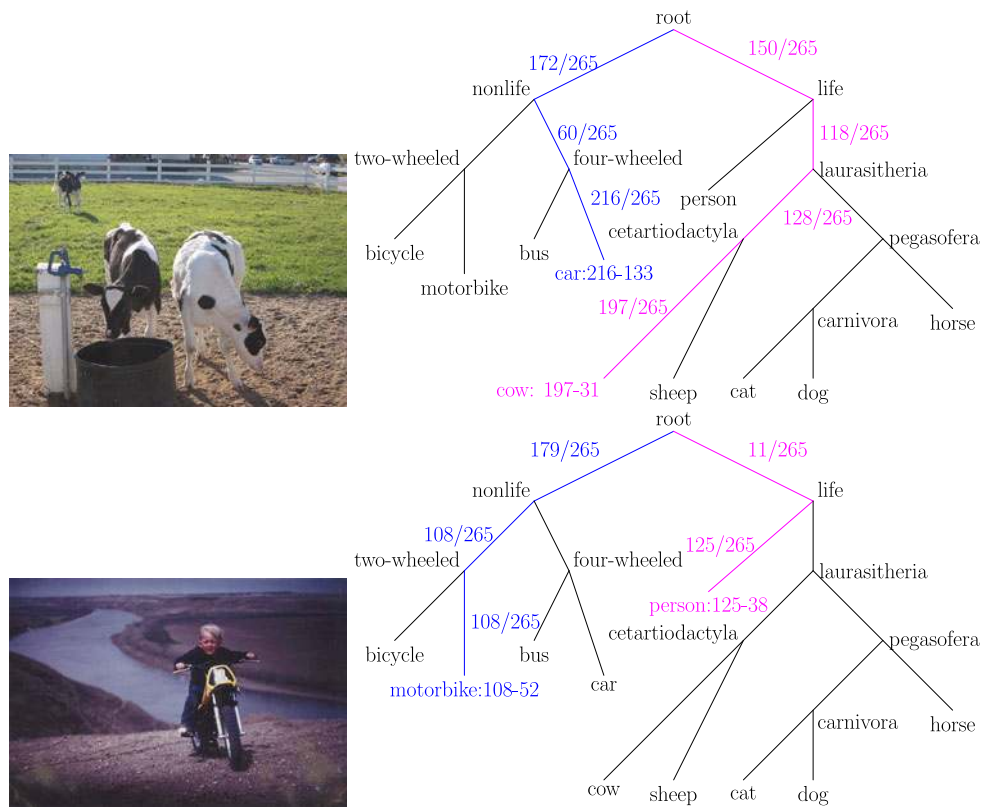 root
172/265
150/265
nonlife
life
60/265
118/265
two-wheeled
four-wheeled
laurasitheria
216/265
person
128/265
cetartiodactyla
pegasofera
bicycle
bus
car:216-133
motorbike
197/265
carnivora
horse
cow: 197-31
sheep
cat
dog
root
179/265
11/265
nonlife
life
108/265
125/265
two-wheeled
four-wheeled
laurasitheria
person:125-38
108/265
cetartiodactyla
pegasofera
bicycle
bus
motorbike:108-52
car
carnivora
horse
cow
sheep
cat
dog